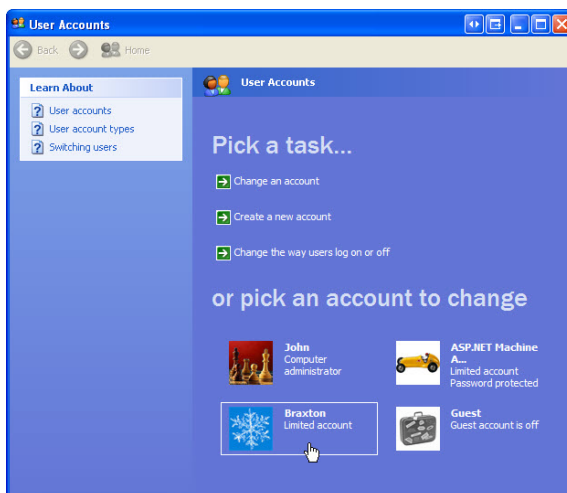 User Accounts
Back
Home
Learn About
User accounts
User account types
Switching users
User Accounts
Pick a task...
Change an account
Create a new account
Change the way users log on or off
or pick an account to change
John
Computer
administrator
ASP.NET Machine
A...
Limited account
Password protected
Braxton
Limited account
Guest
Guest account is off